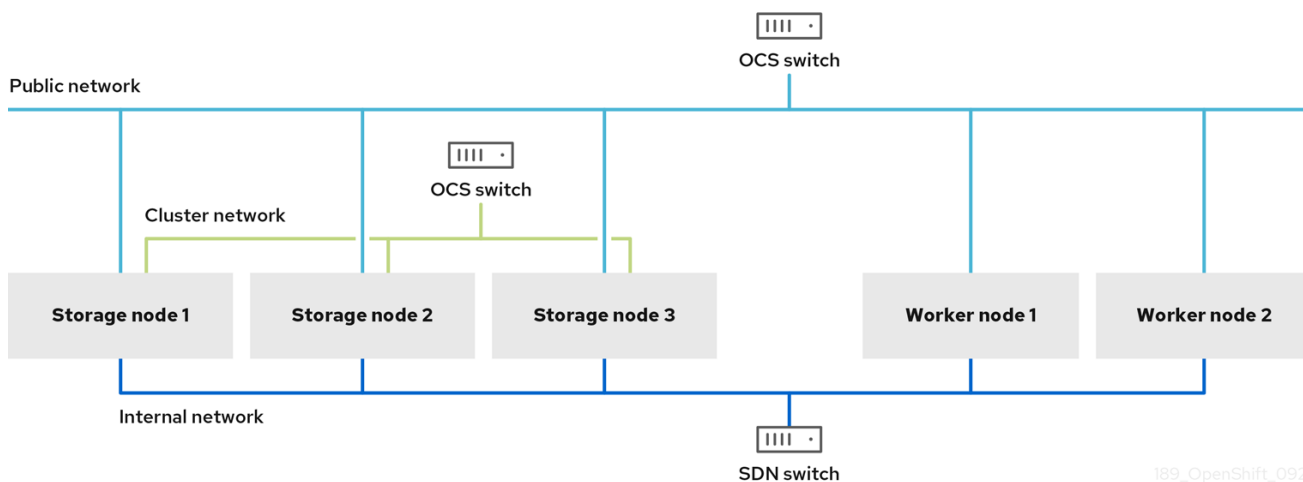 OCS switch
Public network
OCS switch
Cluster network
Storage node 1
Storage node 2
Storage node 3
Worker node 1
Worker node 2
Internal network
SDN switch
189_OpenShift_092